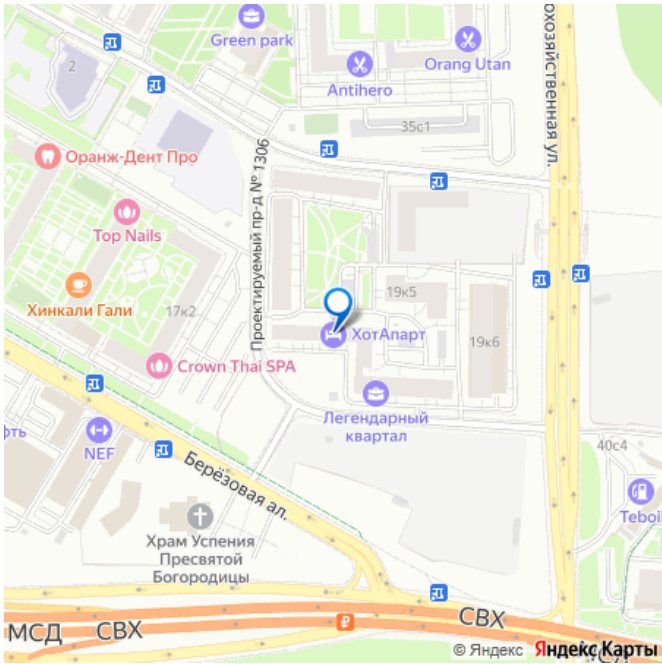 Green park
Orang Utan
2
Antihero
35с1
охозяйственная ул.
Оранж-Дент Про
Проектируемый пр-д № 1306
Top Nails
Хинкали Гали
17к2
19к5
ХотАпарт
19к6
Crown Thai SPA
Легендарный
квартал
NEF
40с4
Берёзовая ал.
Teboil
Храм Успения
Пресвятой
Богородицы
МСД
СВХ
СВХ
© Яндекс
Яндекс Карты